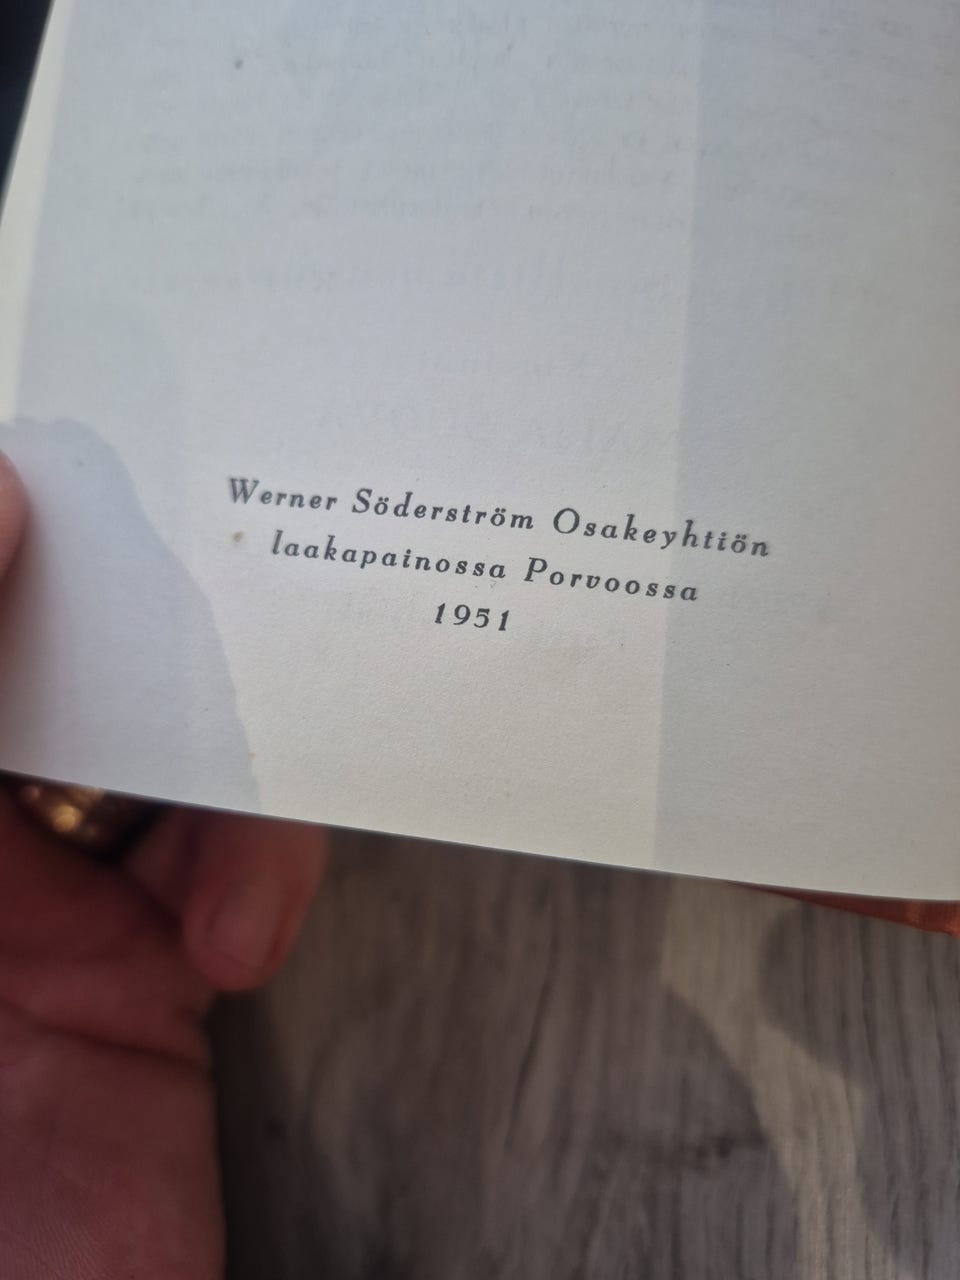 Werner Söderström Osakeyhtiön
laakapainossa Porvoossa
1951